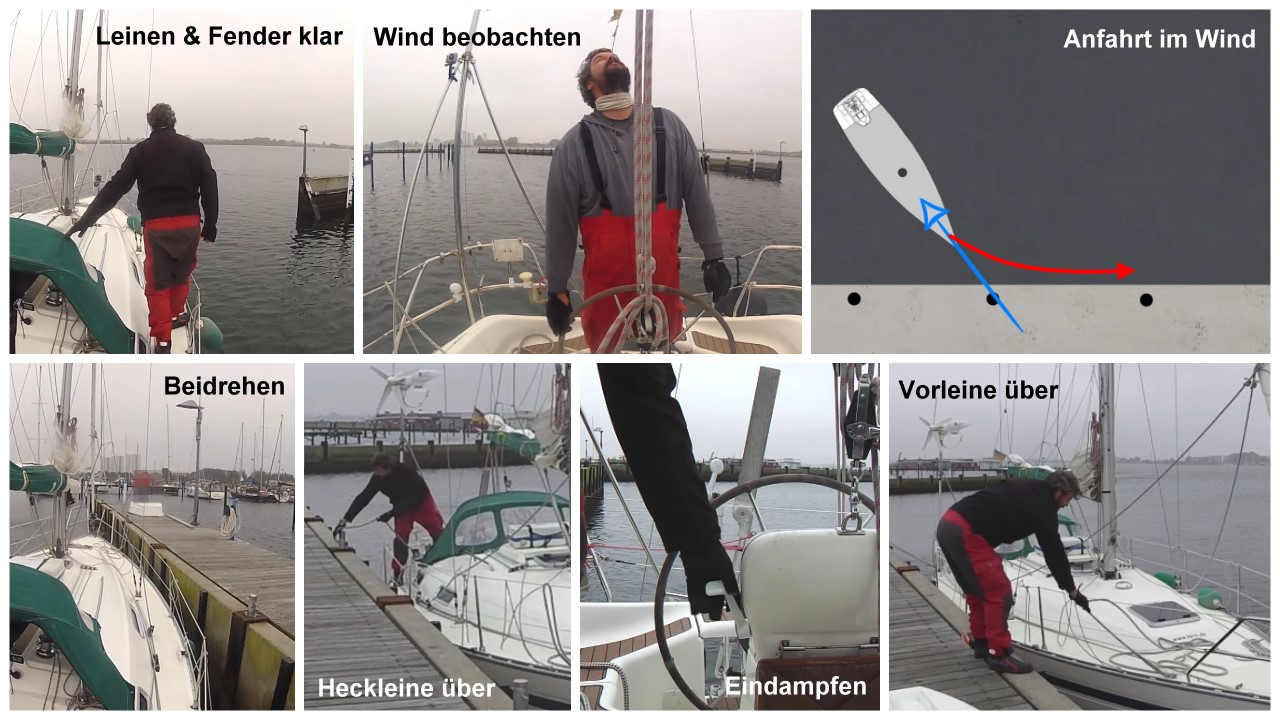 Leinen & Fender klar
Wind beobachten
Anfahrt im Wind
Beidrehen
Heckleine über
Eindampfen
Vorleine über